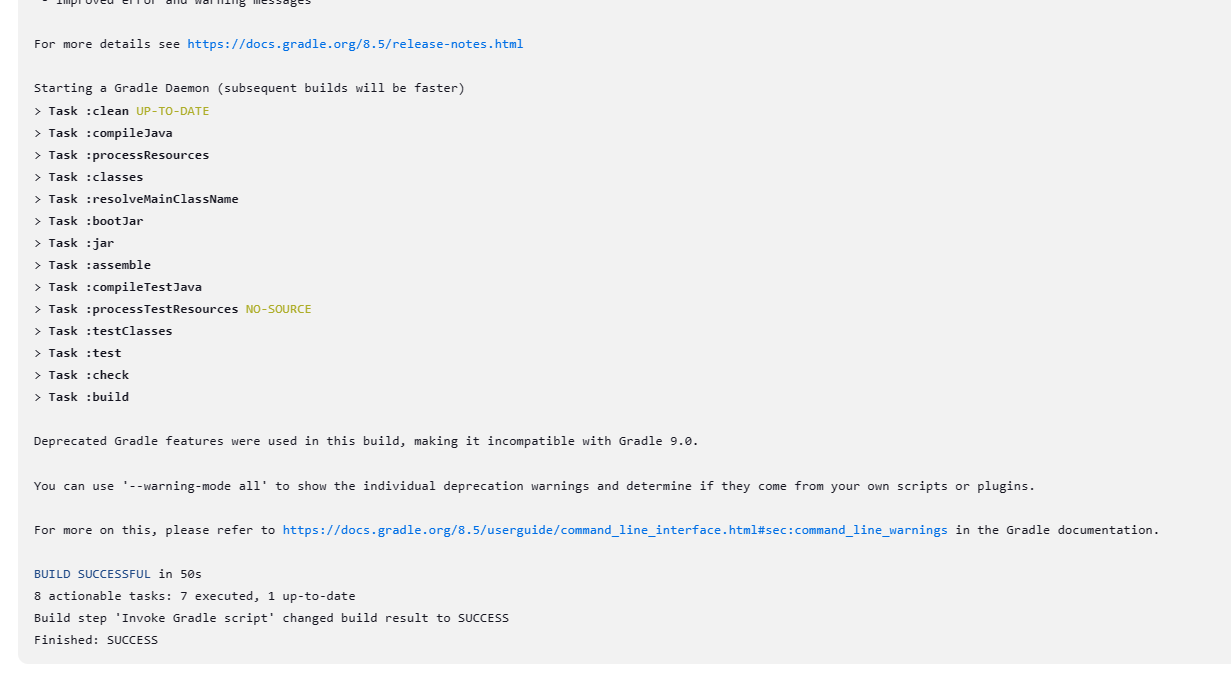 - Improved error and warning messages
For more details see https://docs.gradle.org/8.5/release-notes.html
Starting a Gradle Daemon (subsequent builds will be faster)
> Task :clean UP-TO-DATE
> Task :compileJava
> Task :processResources
> Task :classes
> Task :resolveMainClassName
> Task :bootJar
> Task :jar
> Task :assemble
> Task :compileTestJava
> Task :processTestResources NO-SOURCE
> Task :testClasses
> Task :test
> Task :check
> Task :build
Deprecated Gradle features were used in this build, making it incompatible with Gradle 9.0.
You can use '--warning-mode all' to show the individual deprecation warnings and determine if they come from your own scripts or plugins.
For more on this, please refer to https://docs.gradle.org/8.5/userguide/command_line_interface.html#sec:command_line_warnings in the Gradle documentation.
BUILD SUCCESSFUL in 50s
8 actionable tasks: 7 executed, 1 up-to-date
Build step 'Invoke Gradle script' changed build result to SUCCESS
Finished: SUCCESS